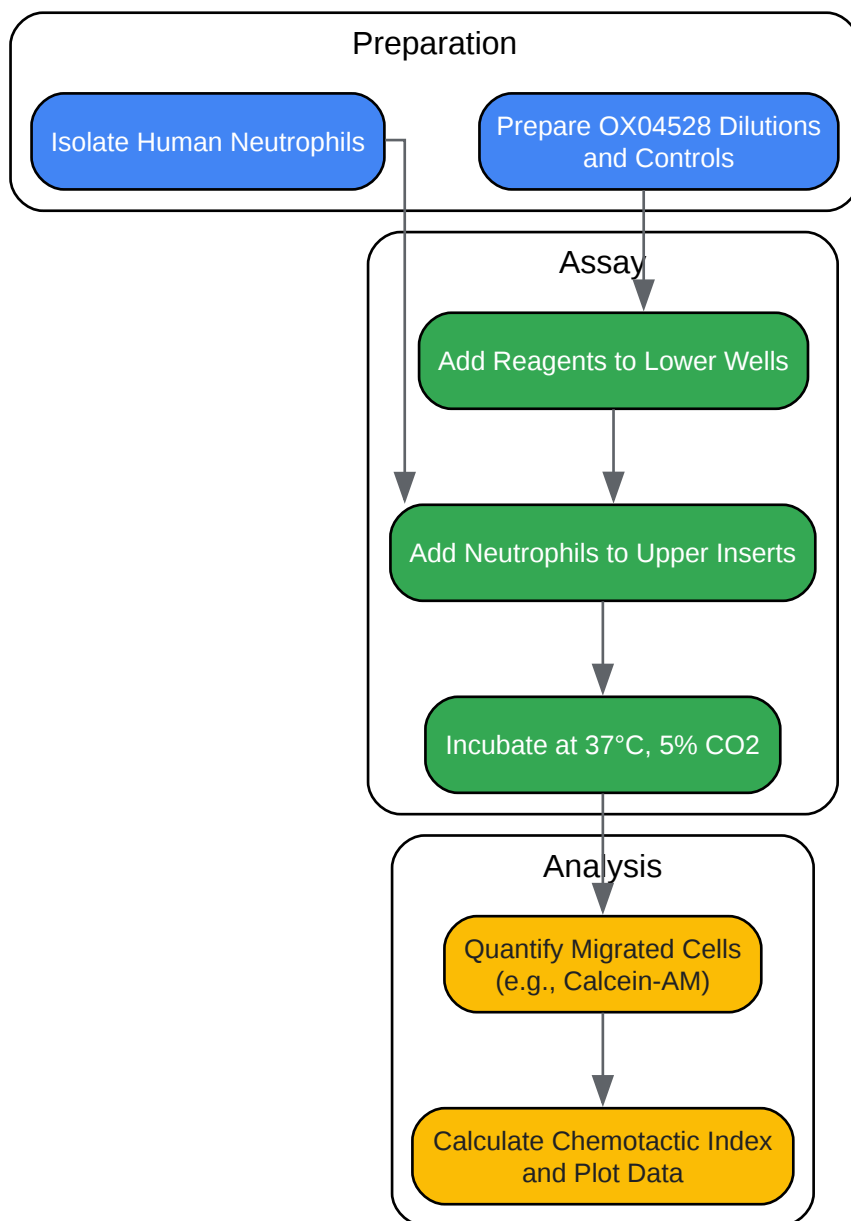 Preparation
Isolate Human Neutrophils
Prepare OX04528 Dilutions
and Controls
Assay
Add Reagents to Lower Wells
Add Neutrophils to Upper Inserts
Incubate at 37°C, 5% CO2
Analysis
Quantify Migrated Cells
(e.g., Calcein-AM)
Calculate Chemotactic Index
and Plot Data